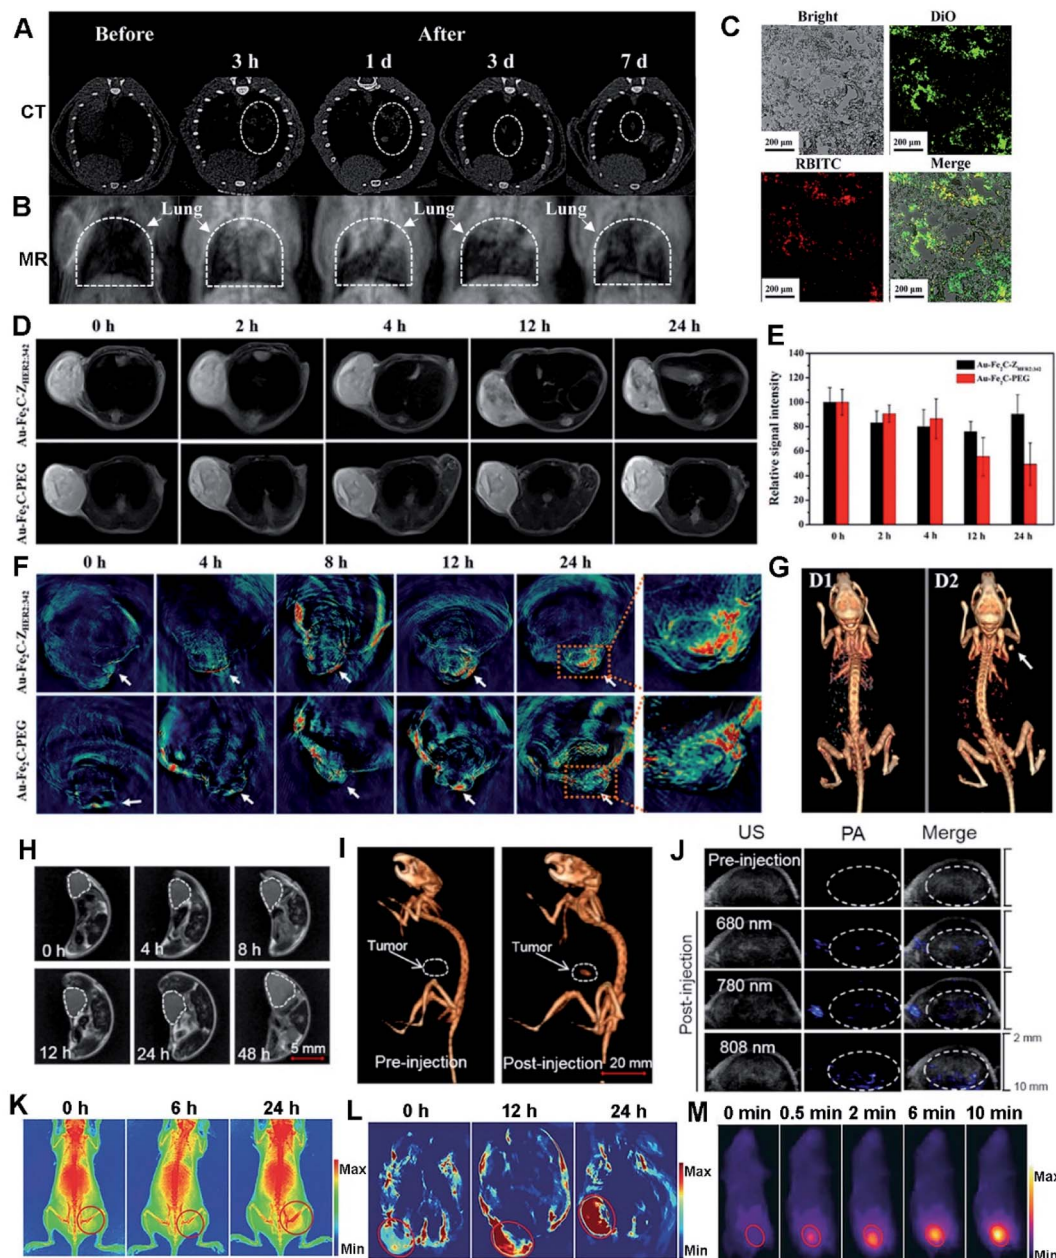 A
Before
After
3 h
1 d
3 d
7 d
CT
B
Lung
Lung
Lung
MR
C
Bright
DiO
200 μm
200 μm
RBITC
Merge
200 μm
200 μm
D
0 h
2 h
4 h
12 h
24 h
Au-Fe₂C-Z_HER2:342
Au-Fe₂C-PEG
E
Relative signal intensity
140
120
100
80
60
40
20
0
Au-Fe₂C-Z_HER2:342
Au-Fe₂C-PEG
0 h
2 h
4 h
12 h
24 h
F
0 h
4 h
8 h
12 h
24 h
Au-Fe₂C-Z_HER2:342
Au-Fe₂C-PEG
G
D1
D2
H
0 h
4 h
8 h
12 h
24 h
48 h
5 mm
I
Tumor
Tumor
Pre-injection
Post-injection
20 mm
J
US
PA
Merge
Pre-injection
Post-injection
680 nm
780 nm
808 nm
2 mm
10 mm
K
0 h
6 h
24 h
Max
Min
L
0 h
12 h
24 h
Max
Min
M
0 min
0.5 min
2 min
6 min
10 min
Max
Min